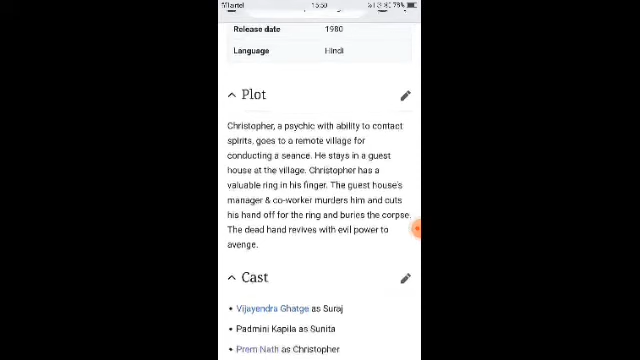 airtel 15:59 78%
Release date 1980
Language Hindi
Plot
Christopher, a psychic with ability to contact
spirits, goes to a remote village for
conducting a seance. He stays in a guest
house at the village. Christopher has a
valuable ring in his finger. The guest house's
manager & co-worker murders him and cuts
his hand off for the ring and buries the corpse.
The dead hand revives with evil power to
avenge.
Cast
• Vijayendra Ghatge as Suraj
• Padmini Kapila as Sunita
• Prem Nath as Christopher